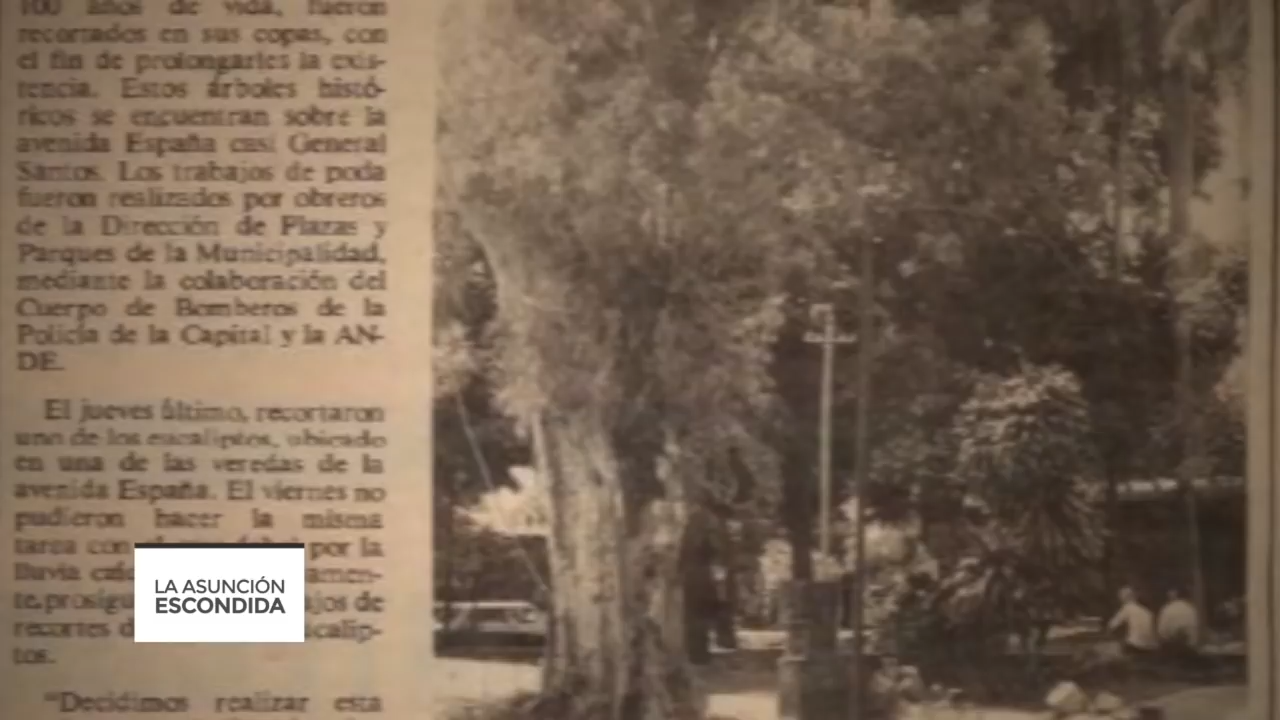 100 años de vida, fueron
recortados en sus copas, con
el fin de prolongarles la exis-
tencia. Estos árboles histó-
ricos se encuentran sobre la
avenida España casi General
Santos. Los trabajos de poda
fueron realizados por obreros
de la Dirección de Plazas y
Parques de la Municipalidad,
mediante la colaboración del
Cuerpo de Bomberos de la
Policía de la Capital y la AN-
DE.
El jueves último, recortaron
uno de los eucaliptos, ubicado
en una de las veredas de la
avenida España. El viernes no
pudieron hacer la misma
tarea con por la
lluvia
recortes
tos.
"Decidimos realizar esta
LA ASUNCIÓN
ESCONDIDA